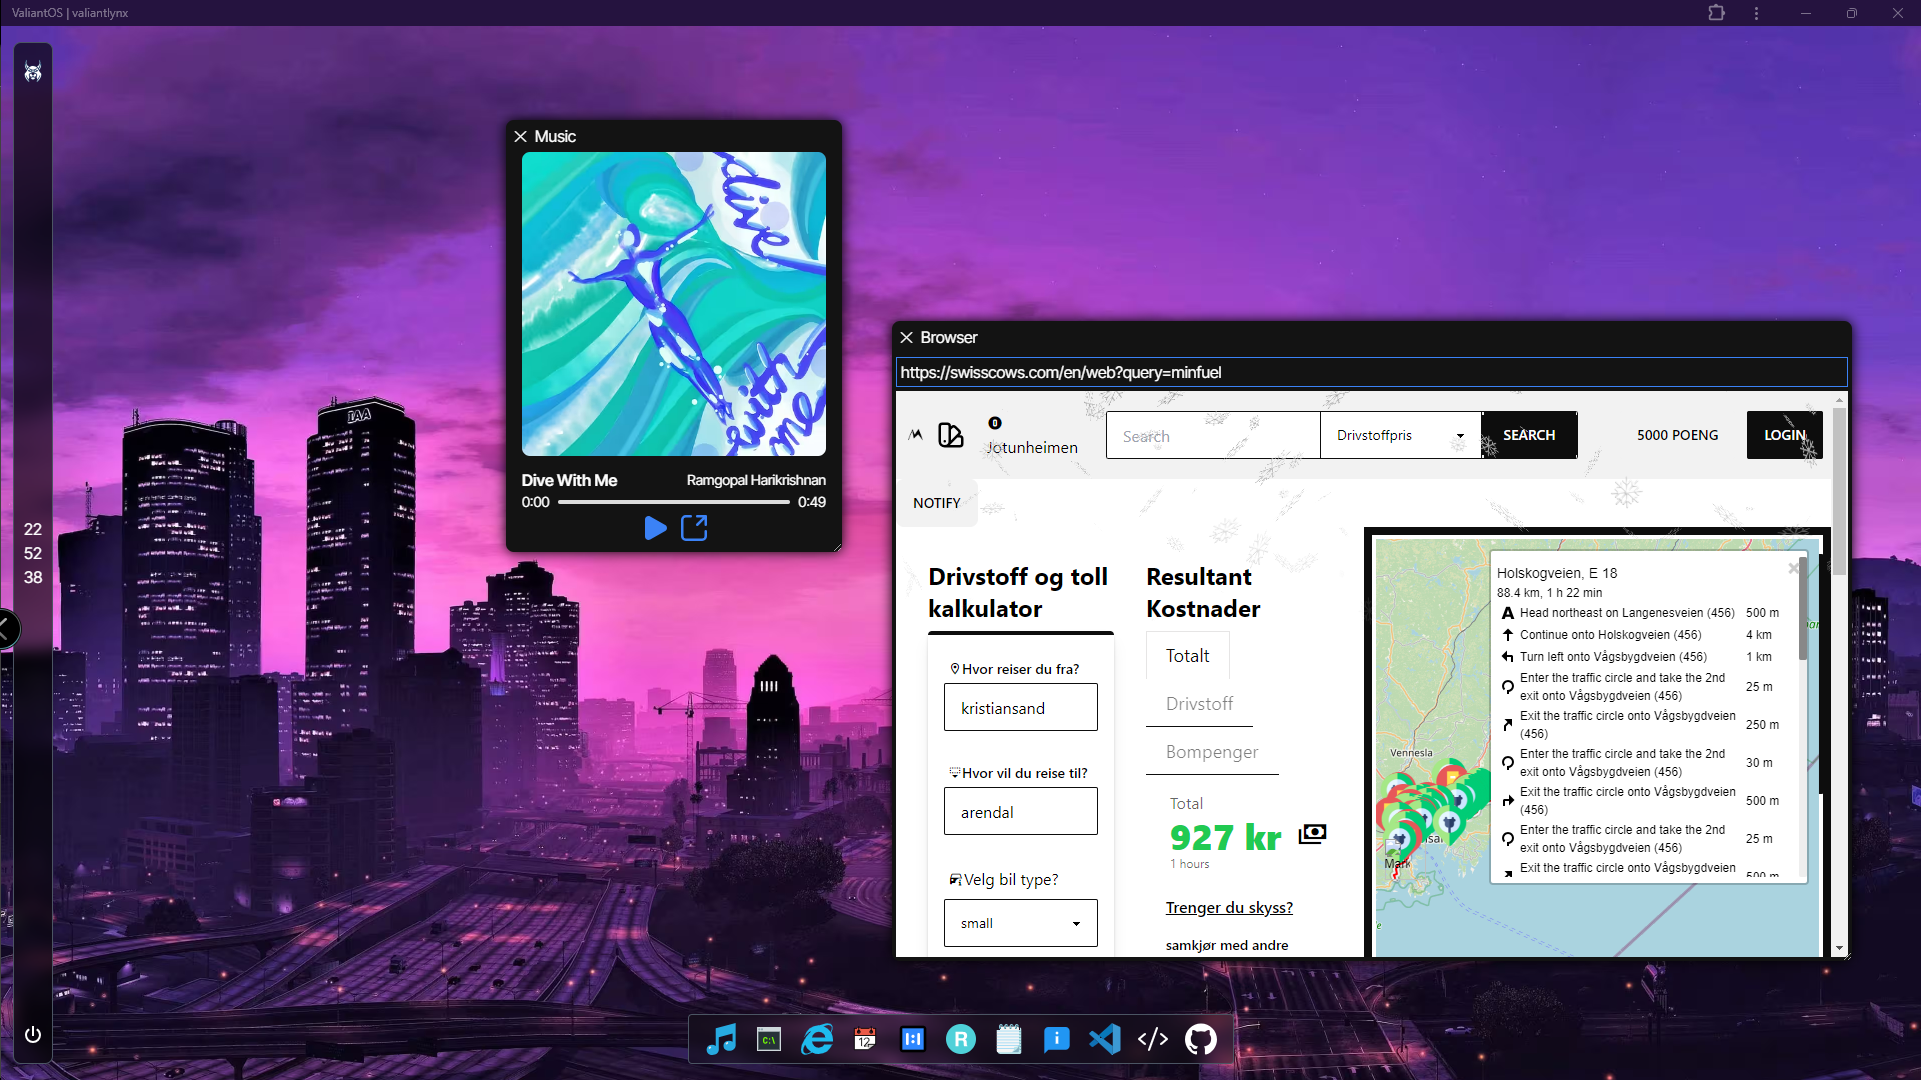 ValiantOS | valiantlynx
22
52
38
Music
dive
Dive With Me
Ramgopal Harikrishnan
0:00
0:49
IAA
Browser
https://swisscows.com/en/web?query=minfuel
0
Jotunheimen
Search
Drivstoffpris
SEARCH
5000 POENG
LOGIN
NOTIFY
Drivstoff og toll
kalkulator
Hvor reiser du fra?
kristiansand
Hvor vil du reise til?
arendal
Velg bil type?
small
Resultant
Kostnader
Totalt
Drivstoff
Bompenger
Total
927 kr
1 hours
Trenger du skyss?
samkjør med andre
Vennesla
Holskogveien, E 18
88.4 km, 1 h 22 min
Head northeast on Langenesveien (456) 500 m
Continue onto Holskogveien (456) 4 km
Turn left onto Vågsbygdveien (456) 1 km
Enter the traffic circle and take the 2nd
exit onto Vågsbygdveien (456) 25 m
Exit the traffic circle onto Vågsbygdveien
(456) 250 m
Enter the traffic circle and take the 2nd
exit onto Vågsbygdveien (456) 30 m
Exit the traffic circle onto Vågsbygdveien
(456) 500 m
Enter the traffic circle and take the 2nd
exit onto Vågsbygdveien (456) 25 m
Exit the traffic circle onto Vågsbygdveien
500 m
C:\
12
R